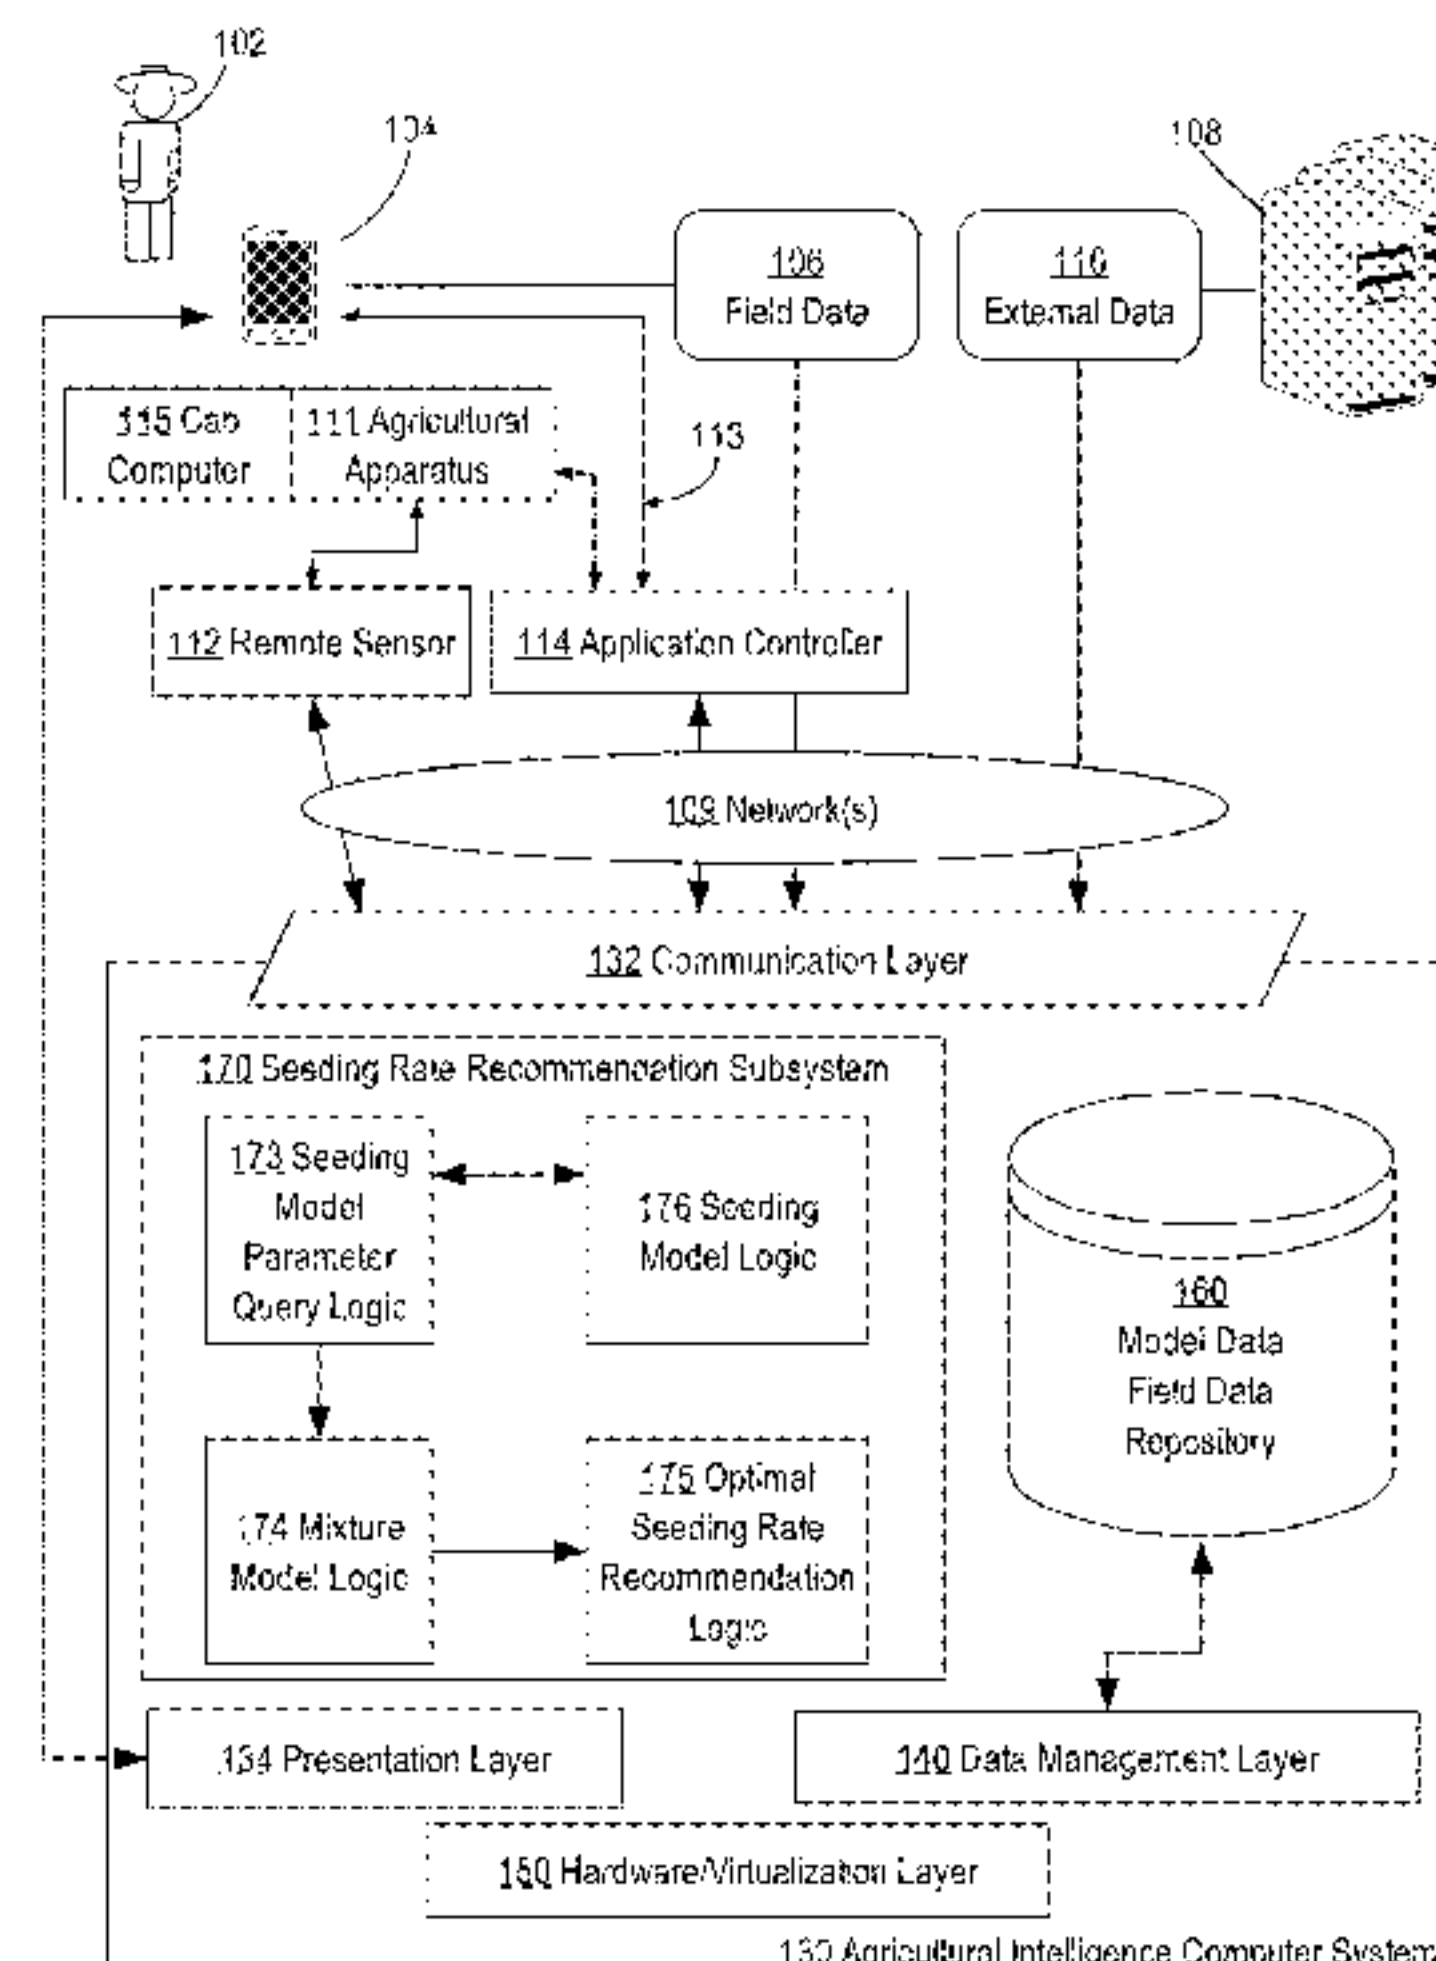 102
104
108
106
Field Data
110
External Data
115 Cab
Computer
111 Agricultural
Apparatus
113
112 Remote Sensor
114 Application Controller
109 Network(s)
132 Communication Layer
170 Seeding Rate Recommendation Subsystem
173 Seeding
Model
Parameter
Query Logic
176 Seeding
Model Logic
160
Model Data
Field Data
Repository
174 Mixture
Model Logic
175 Optimal
Seeding Rate
Recommendation
Logic
134 Presentation Layer
140 Data Management Layer
150 Hardware/Virtualization Layer
130 Agricultural Intelligence Computer System